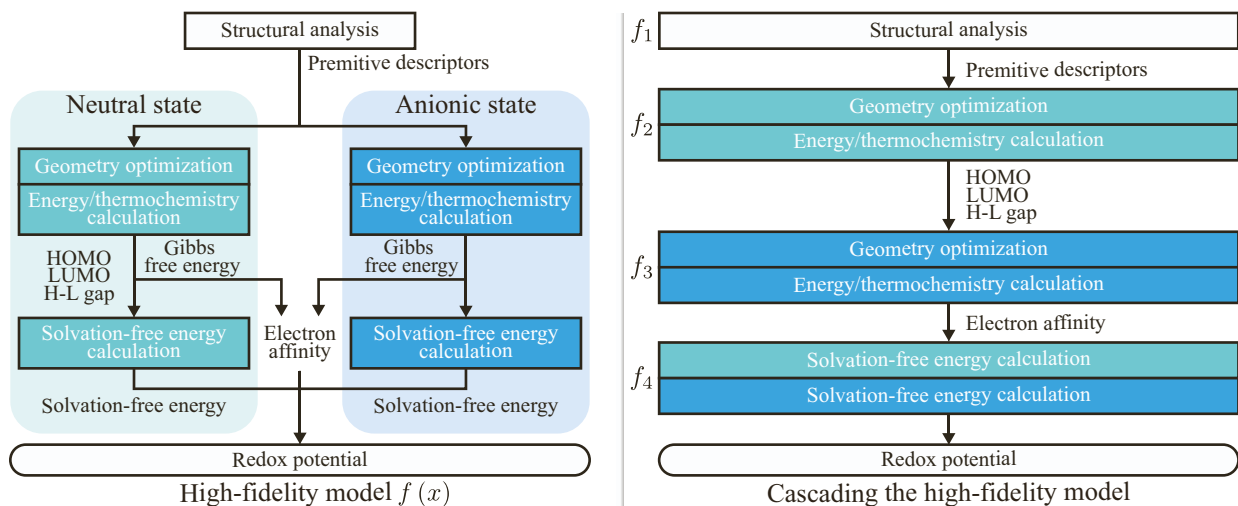 Structural analysis
Premitive descriptors
Neutral state
Anionic state
Geometry optimization
Energy/thermochemistry
calculation
Geometry optimization
Energy/thermochemistry
calculation
HOMO
LUMO
H-L gap
Gibbs
free energy
Gibbs
free energy
Solvation-free energy
calculation
Electron
affinity
Solvation-free energy
calculation
Solvation-free energy
Solvation-free energy
Redox potential
High-fidelity model f (x)
f1
Structural analysis
Premitive descriptors
f2
Geometry optimization
Energy/thermochemistry calculation
HOMO
LUMO
H-L gap
f3
Geometry optimization
Energy/thermochemistry calculation
Electron affinity
f4
Solvation-free energy calculation
Solvation-free energy calculation
Redox potential
Cascading the high-fidelity model